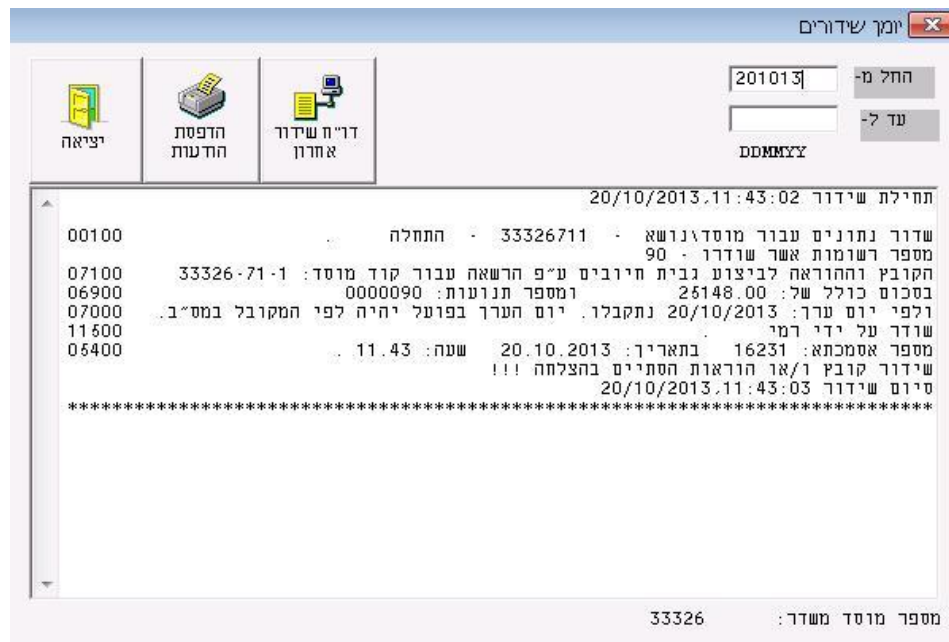 יומן שידורים
החל מ- 201013
עד ל-
DDMMYY
דו״ח שידור אחרון
הדפסת הודעות
יציאה
תחילת שידור 20/10/2013,11:43:02
שדור נתונים עבור מוסד\נושא - 33326711 - התחלה . 00100
מספר רשומות אשר שודרו - 90
הקובץ וההוראה לביצוע גבית חיובים ע״פ הרשאה עבור קוד מוסד: 33326-71-1 07100
בסכום כולל של: 25148.00 ומספר תנועות: 0000090 06900
ולפי יום ערך: 20/10/2013 נתקבלו. יום הערך בפועל יהיה לפי המקובל במס״ב. 07000
שודר על ידי רמי . 11500
מספר אסמכתא: 16231 בתאריך: 20.10.2013 שעה: 11.43 . 05400
שידור קובץ ו/או הוראות הסתיים בהצלחה !!!
סיום שידור 20/10/2013,11:43:03
******************************************************************************
מספר מוסד משדר: 33326